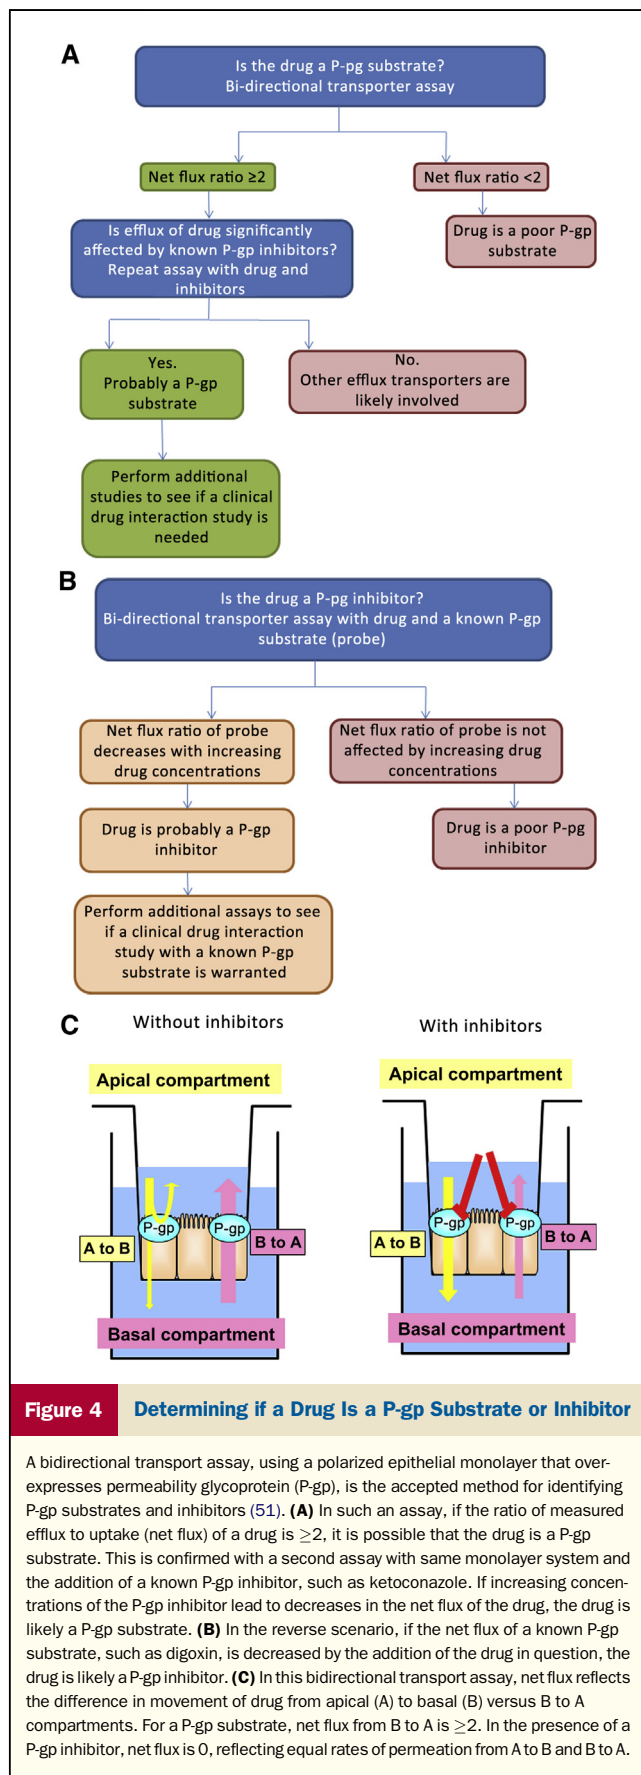 A
Is the drug a P-pg substrate?
Bi-directional transporter assay
Net flux ratio ≥2
Net flux ratio <2
Is efflux of drug significantly
affected by known P-gp inhibitors?
Repeat assay with drug and
inhibitors
Drug is a poor P-gp
substrate
Yes.
Probably a P-gp
substrate
No.
Other efflux transporters are
likely involved
Perform additional
studies to see if a clinical
drug interaction study is
needed
B
Is the drug a P-pg inhibitor?
Bi-directional transporter assay with drug and a known P-gp
substrate (probe)
Net flux ratio of probe
decreases with increasing
drug concentrations
Net flux ratio of probe is not
affected by increasing drug
concentrations
Drug is probably a P-gp
inhibitor
Drug is a poor P-pg
inhibitor
Perform additional assays to see
if a clinical drug interaction
study with a known P-gp
substrate is warranted
C
Without inhibitors
With inhibitors
Apical compartment
Apical compartment
P-gp
P-gp
P-gp
P-gp
A to B
B to A
A to B
B to A
Basal compartment
Basal compartment
Figure 4
Determining if a Drug Is a P-gp Substrate or Inhibitor
A bidirectional transport assay, using a polarized epithelial monolayer that over-
expresses permeability glycoprotein (P-gp), is the accepted method for identifying
P-gp substrates and inhibitors (51). (A) In such an assay, if the ratio of measured
efflux to uptake (net flux) of a drug is ≥2, it is possible that the drug is a P-gp
substrate. This is confirmed with a second assay with same monolayer system and
the addition of a known P-gp inhibitor, such as ketoconazole. If increasing concen-
trations of the P-gp inhibitor lead to decreases in the net flux of the drug, the drug is
likely a P-gp substrate. (B) In the reverse scenario, if the net flux of a known P-gp
substrate, such as digoxin, is decreased by the addition of the drug in question, the
drug is likely a P-gp inhibitor. (C) In this bidirectional transport assay, net flux reflects
the difference in movement of drug from apical (A) to basal (B) versus B to A
compartments. For a P-gp substrate, net flux from B to A is ≥2. In the presence of a
P-gp inhibitor, net flux is 0, reflecting equal rates of permeation from A to B and B to A.